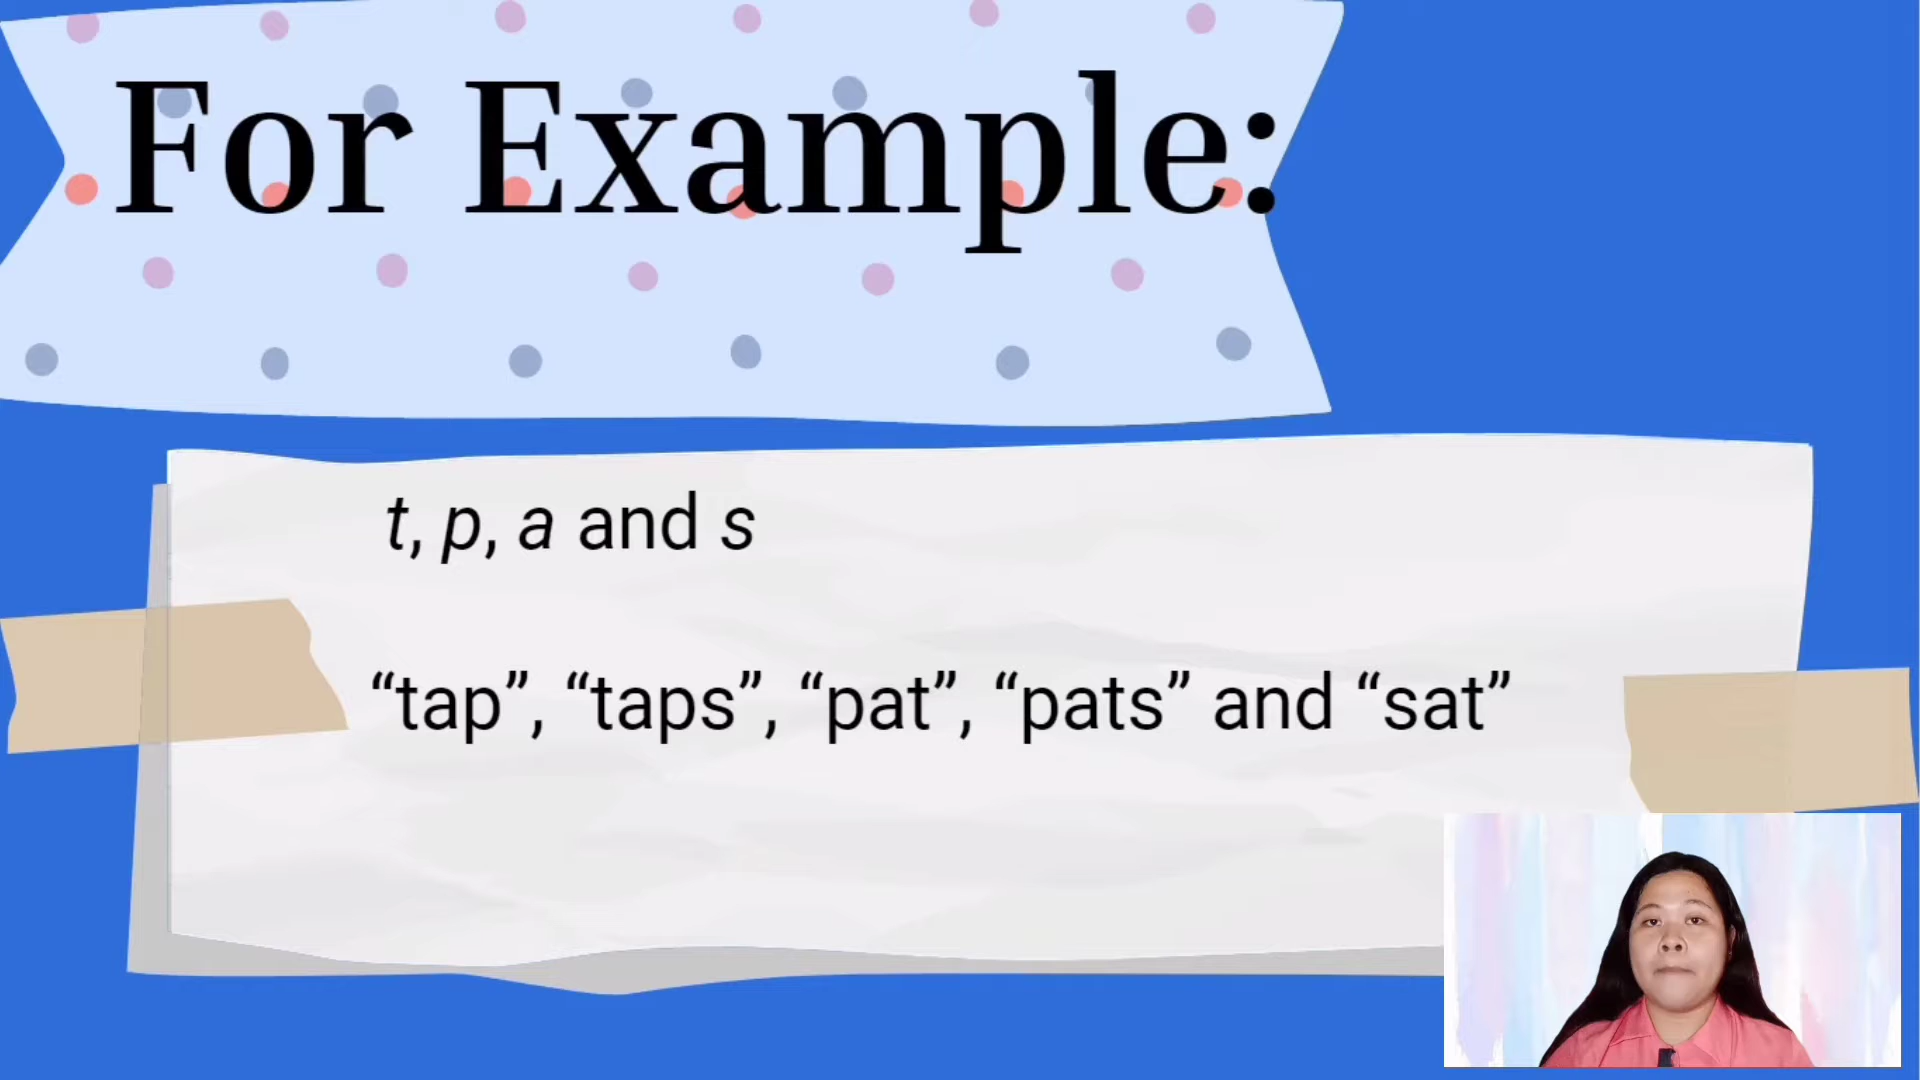 For Example:
t, p, a and s
“tap”, “taps”, “pat”, “pats” and “sat”